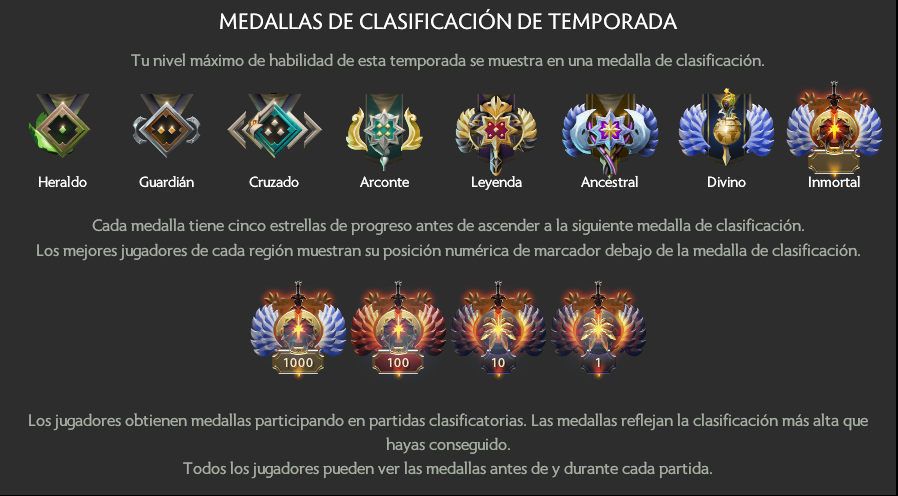 MEDALLAS DE CLASIFICACIÓN DE TEMPORADA
Tu nivel máximo de habilidad de esta temporada se muestra en una medalla de clasificación.
Heraldo Guardián Cruzado Arconte Leyenda Ancestral Divino Inmortal
Cada medalla tiene cinco estrellas de progreso antes de ascender a la siguiente medalla de clasificación.
Los mejores jugadores de cada región muestran su posición numérica de marcador debajo de la medalla de clasificación.
1000 100 10 1
Los jugadores obtienen medallas participando en partidas clasificatorias. Las medallas reflejan la clasificación más alta que
hayas conseguido.
Todos los jugadores pueden ver las medallas antes de y durante cada partida.